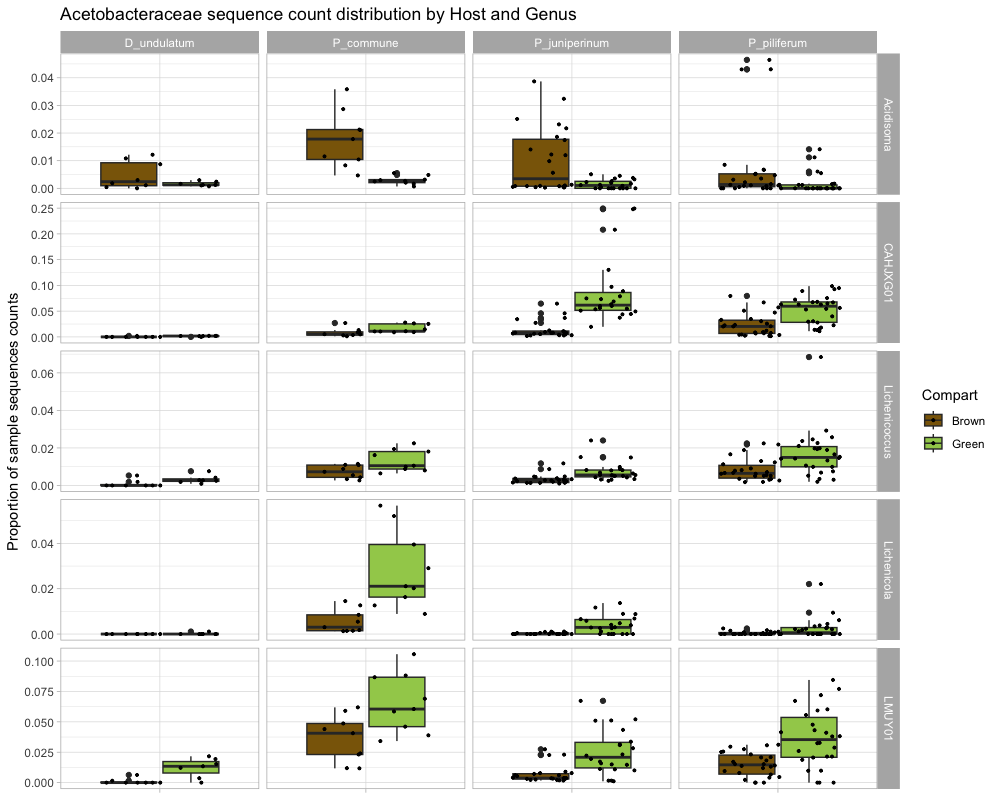 Acetobacteraceae sequence count distribution by Host and Genus
D_undulatum P_commune P_juniperinum P_piliferum
Proportion of sample sequences counts
0.04
0.03
0.02
0.01
0.00
Acidisoma
0.25
0.20
0.15
0.10
0.05
0.00
CAHJXG01
0.06
0.04
0.02
0.00
Lichenicoccus
0.04
0.02
0.00
Lichenicola
0.100
0.075
0.050
0.025
0.000
LMUY01
Compart
Brown
Green